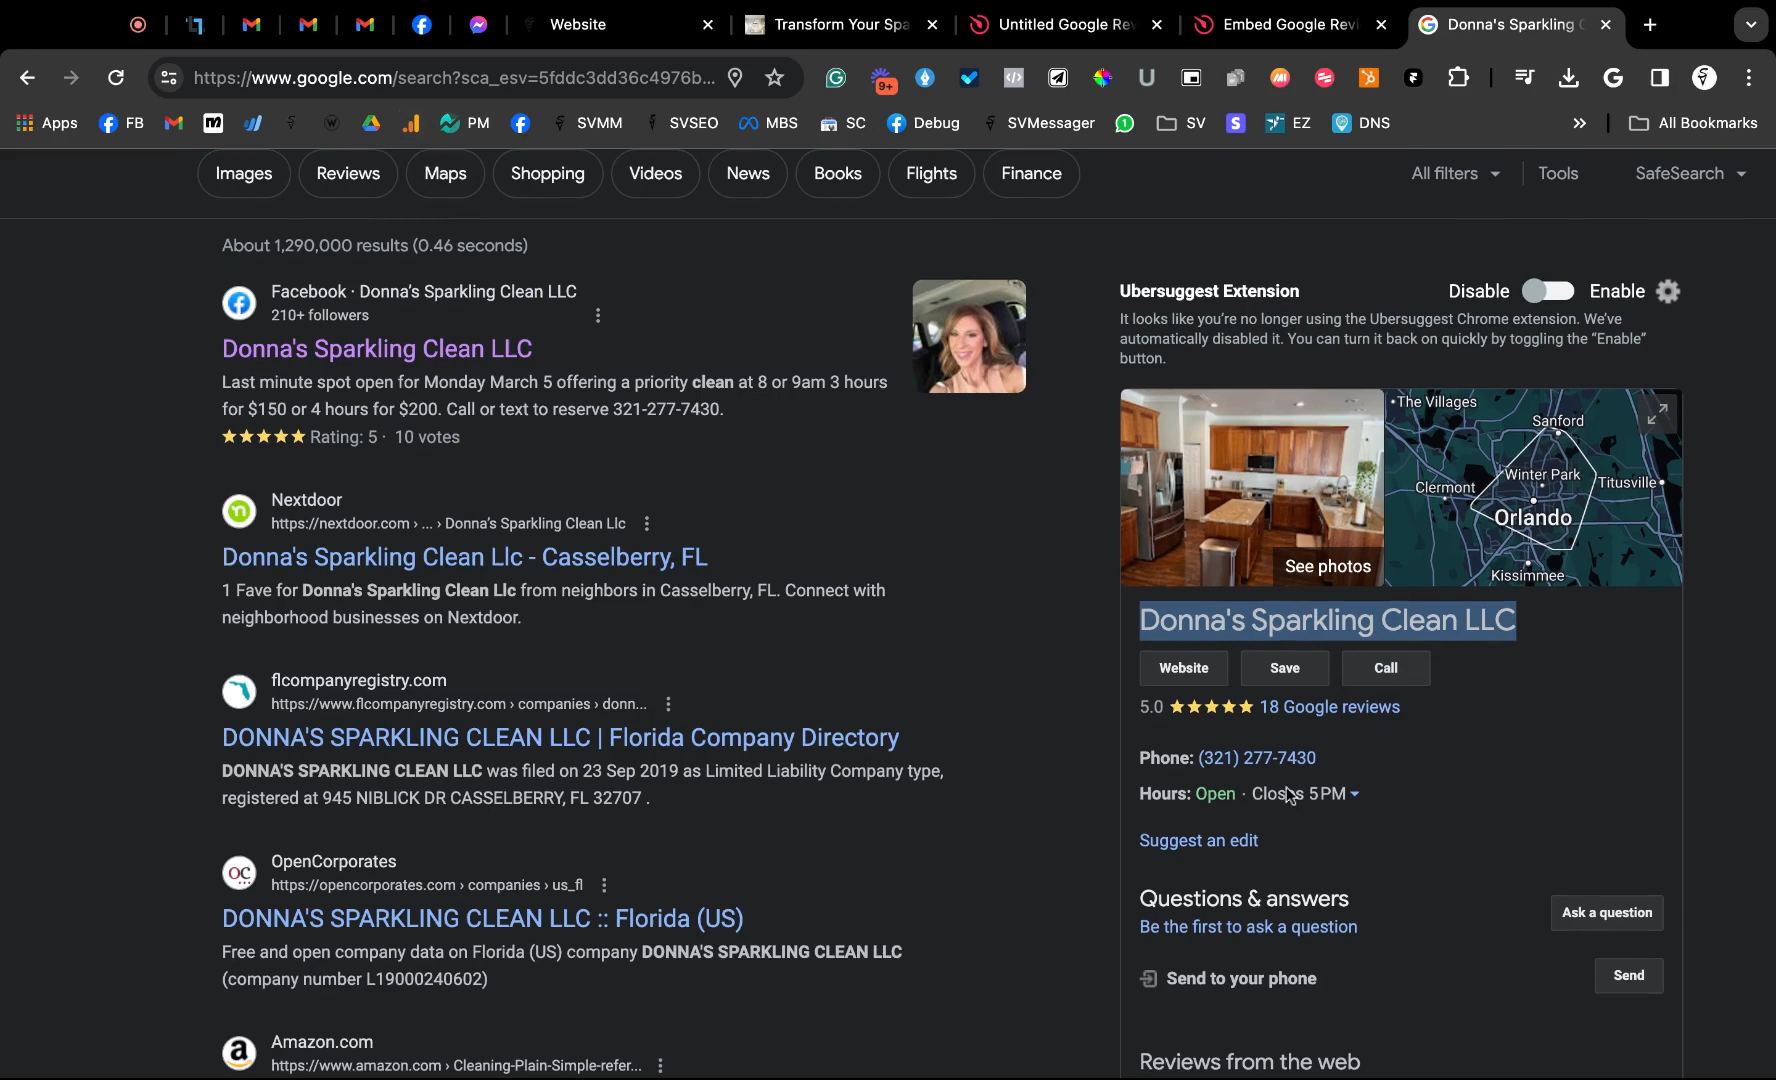 Website
Transform Your Spa
Untitled Google Rev
Embed Google Revi
Donna's Sparkling C
https://www.google.com/search?sca_esv=5fddc3dd36c4976b...
9+
Apps
FB
PM
SVMM
SVSEO
MBS
SC
Debug
SVMessager
SV
EZ
DNS
All Bookmarks
Images
Reviews
Maps
Shopping
Videos
News
Books
Flights
Finance
All filters
Tools
SafeSearch
About 1,290,000 results (0.46 seconds)
Facebook · Donna's Sparkling Clean LLC
210+ followers
Donna's Sparkling Clean LLC
Last minute spot open for Monday March 5 offering a priority clean at 8 or 9am 3 hours
for $150 or 4 hours for $200. Call or text to reserve 321-277-7430.
Rating: 5 · 10 votes
Nextdoor
https://nextdoor.com › ... › Donna's Sparkling Clean Llc
Donna's Sparkling Clean Llc - Casselberry, FL
1 Fave for Donna's Sparkling Clean Llc from neighbors in Casselberry, FL. Connect with
neighborhood businesses on Nextdoor.
flcompanyregistry.com
https://www.flcompanyregistry.com › companies › donn...
DONNA'S SPARKLING CLEAN LLC | Florida Company Directory
DONNA'S SPARKLING CLEAN LLC was filed on 23 Sep 2019 as Limited Liability Company type,
registered at 945 NIBLICK DR CASSELBERRY, FL 32707 .
OpenCorporates
https://opencorporates.com › companies › us_fl
DONNA'S SPARKLING CLEAN LLC :: Florida (US)
Free and open company data on Florida (US) company DONNA'S SPARKLING CLEAN LLC
(company number L19000240602)
Amazon.com
https://www.amazon.com › Cleaning-Plain-Simple-refer...
Ubersuggest Extension
Disable
Enable
It looks like you're no longer using the Ubersuggest Chrome extension. We've
automatically disabled it. You can turn it back on quickly by toggling the “Enable”
button.
See photos
The Villages
Sanford
Winter Park
Clermont
Titusville
Orlando
Kissimmee
Donna's Sparkling Clean LLC
Website
Save
Call
5.0
18 Google reviews
Phone: (321) 277-7430
Hours: Open · Closes 5 PM
Suggest an edit
Questions & answers
Be the first to ask a question
Ask a question
Send to your phone
Send
Reviews from the web